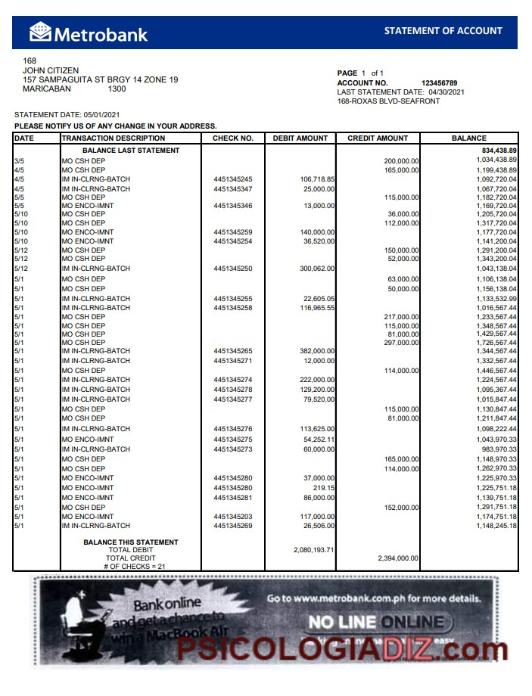 Metrobank
STATEMENT OF ACCOUNT
168
JOHN CITIZEN
157 SAMPAGUITA ST BRGY 14 ZONE 19
MARICABAN 1300
PAGE 1 of 1
ACCOUNT NO. 123456789
LAST STATEMENT DATE: 04/30/2021
168-ROXAS BLVD-SEAFRONT
STATEMENT DATE: 05/01/2021
PLEASE NOTIFY US OF ANY CHANGE IN YOUR ADDRESS.
DATE TRANSACTION DESCRIPTION CHECK NO. DEBIT AMOUNT CREDIT AMOUNT BALANCE
BALANCE LAST STATEMENT 834,438.89
3/5 MO CSH DEP 200,000.00 1,034,438.89
4/5 MO CSH DEP 165,000.00 1,199,438.89
4/5 IM IN-CLRNG-BATCH 4451345245 106,718.85 1,092,720.04
4/5 IM IN-CLRNG-BATCH 4451345347 25,000.00 1,067,720.04
5/5 MO CSH DEP 115,000.00 1,182,720.04
5/5 MO ENCO-IMNT 4451345346 13,000.00 1,169,720.04
5/10 MO CSH DEP 36,000.00 1,205,720.04
5/10 MO CSH DEP 112,000.00 1,317,720.04
5/10 MO ENCO-IMNT 4451345259 140,000.00 1,177,720.04
5/10 MO ENCO-IMNT 4451345254 36,520.00 1,141,200.04
5/12 MO CSH DEP 150,000.00 1,291,200.04
5/12 MO CSH DEP 52,000.00 1,343,200.04
5/12 IM IN-CLRNG-BATCH 4451345250 300,062.00 1,043,138.04
5/1 MO CSH DEP 63,000.00 1,106,138.04
5/1 MO CSH DEP 50,000.00 1,156,138.04
5/1 IM IN-CLRNG-BATCH 4451345255 22,605.05 1,133,532.99
5/1 IM IN-CLRNG-BATCH 4451345258 116,965.55 1,016,567.44
5/1 MO CSH DEP 217,000.00 1,233,567.44
5/1 MO CSH DEP 115,000.00 1,348,567.44
5/1 MO CSH DEP 81,000.00 1,429,567.44
5/1 MO CSH DEP 297,000.00 1,726,567.44
5/1 IM IN-CLRNG-BATCH 4451345265 382,000.00 1,344,567.44
5/1 IM IN-CLRNG-BATCH 4451345271 12,000.00 1,332,567.44
5/1 MO CSH DEP 114,000.00 1,446,567.44
5/1 IM IN-CLRNG-BATCH 4451345274 222,000.00 1,224,567.44
5/1 IM IN-CLRNG-BATCH 4451345278 129,200.00 1,095,367.44
5/1 IM IN-CLRNG-BATCH 4451345277 79,520.00 1,015,847.44
5/1 MO CSH DEP 115,000.00 1,130,847.44
5/1 MO CSH DEP 81,000.00 1,211,847.44
5/1 IM IN-CLRNG-BATCH 4451345276 113,625.00 1,098,222.44
5/1 MO ENCO-IMNT 4451345275 54,252.11 1,043,970.33
5/1 IM IN-CLRNG-BATCH 4451345273 60,000.00 983,970.33
5/1 MO CSH DEP 165,000.00 1,148,970.33
5/1 MO CSH DEP 114,000.00 1,262,970.33
5/1 MO ENCO-IMNT 4451345280 37,000.00 1,225,970.33
5/1 MO ENCO-IMNT 4451345280 219.15 1,225,751.18
5/1 MO ENCO-IMNT 4451345281 86,000.00 1,139,751.18
5/1 MO CSH DEP 152,000.00 1,291,751.18
5/1 MO ENCO-IMNT 4451345203 117,000.00 1,174,751.18
5/1 IM IN-CLRNG-BATCH 4451345269 26,506.00 1,148,245.18
BALANCE THIS STATEMENT
TOTAL DEBIT 2,080,193.71
TOTAL CREDIT 2,394,000.00
# OF CHECKS = 21
Bank online
and get a chance to
win a MacBook Air
Go to www.metrobank.com.ph for more details.
NO LINE ONLINE
easy
PSICOLOGIADIZ.com